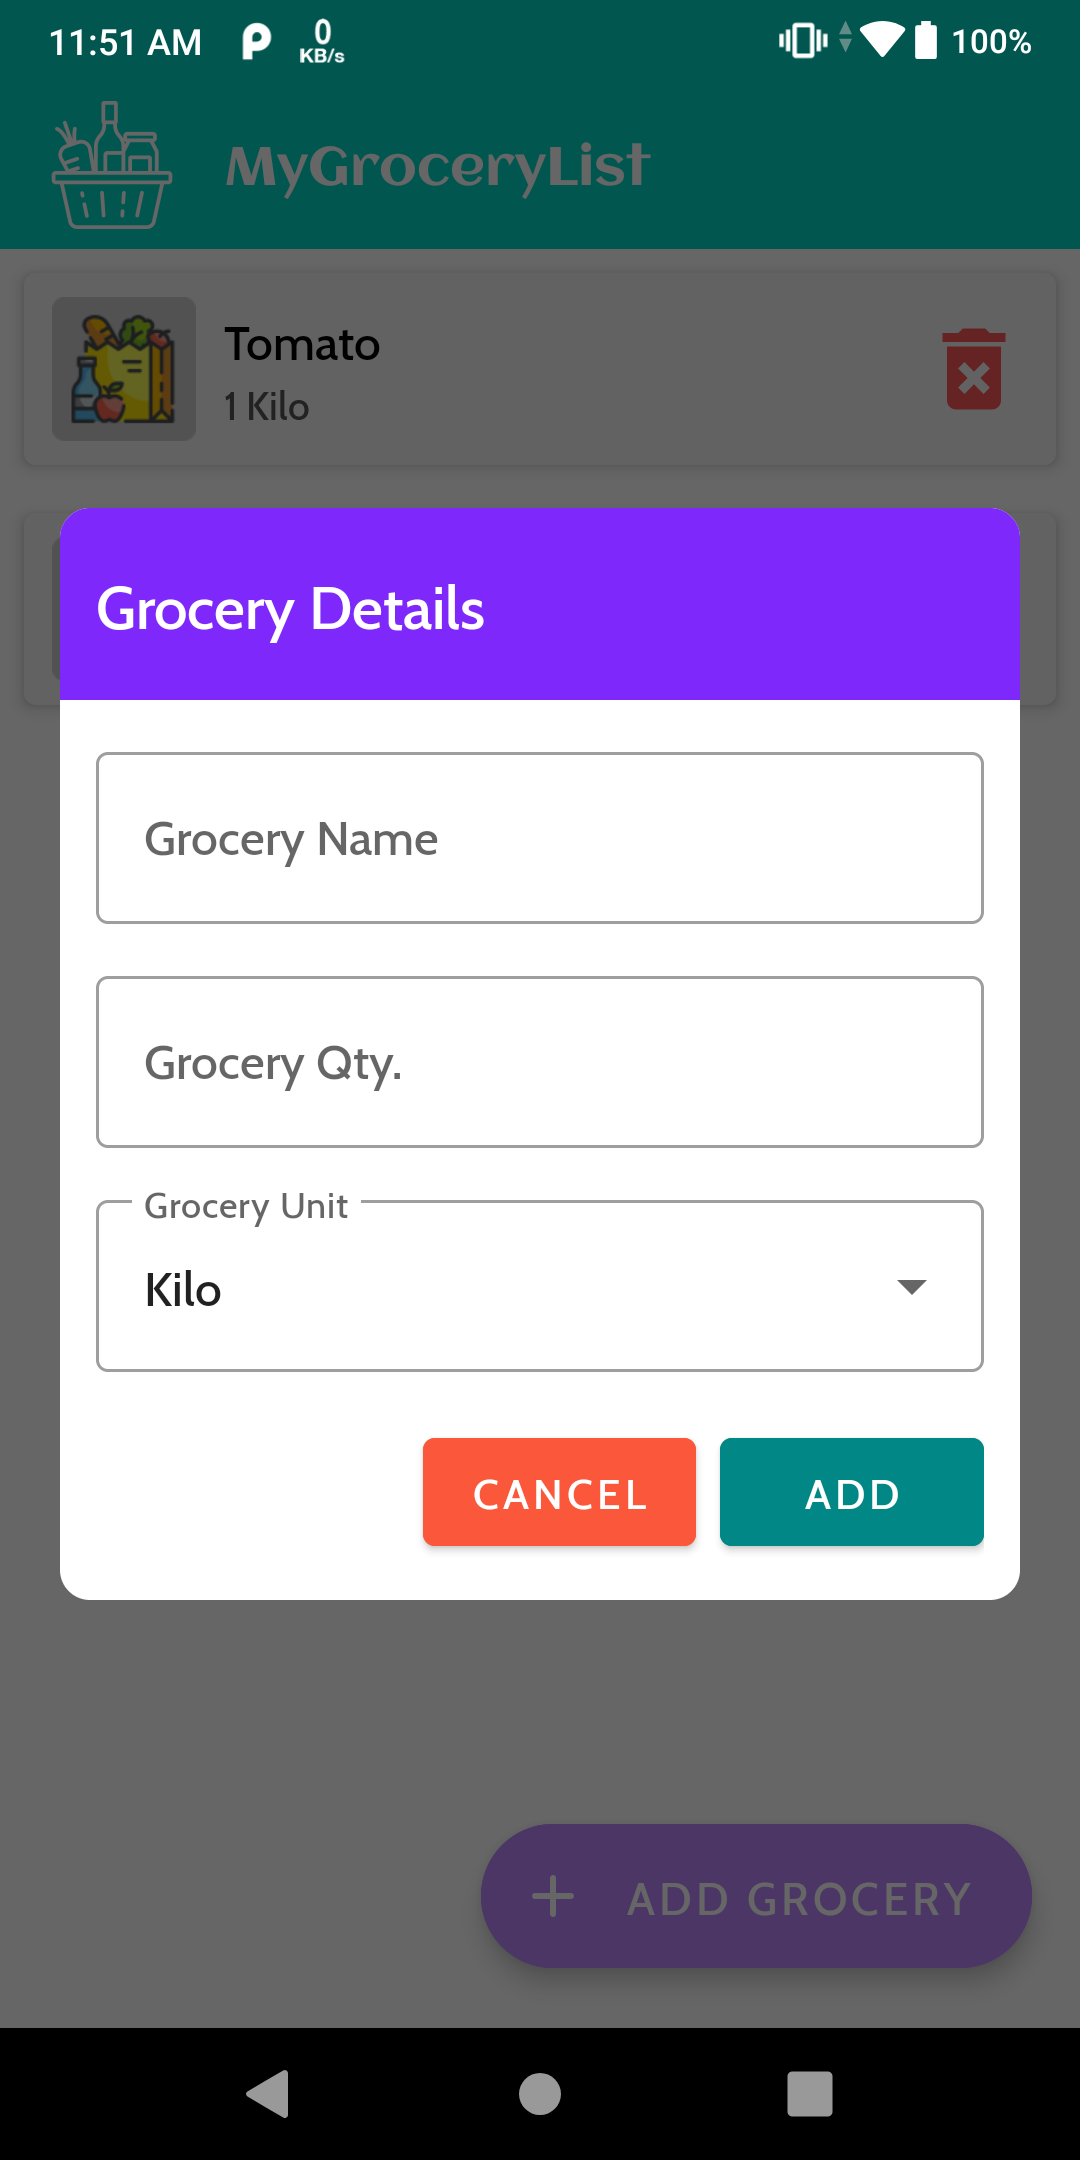 11:51 AM
0
KB/s
100%
MyGroceryList
Tomato
1 Kilo
Grocery Details
Grocery Name
Grocery Qty.
Grocery Unit
Kilo
CANCEL
ADD
ADD GROCERY